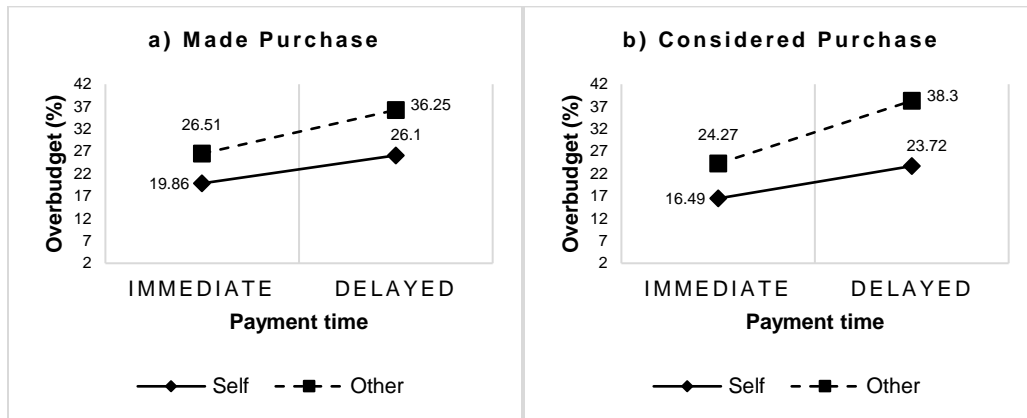 a) Made Purchase
Overbudget (%)
42
37
32
27
22
17
12
7
2
26.51
36.25
19.86
26.1
IMMEDIATE DELAYED
Payment time
Self Other
b) Considered Purchase
Overbudget (%)
42
37
32
27
22
17
12
7
2
24.27
38.3
16.49
23.72
IMMEDIATE DELAYED
Payment time
Self Other